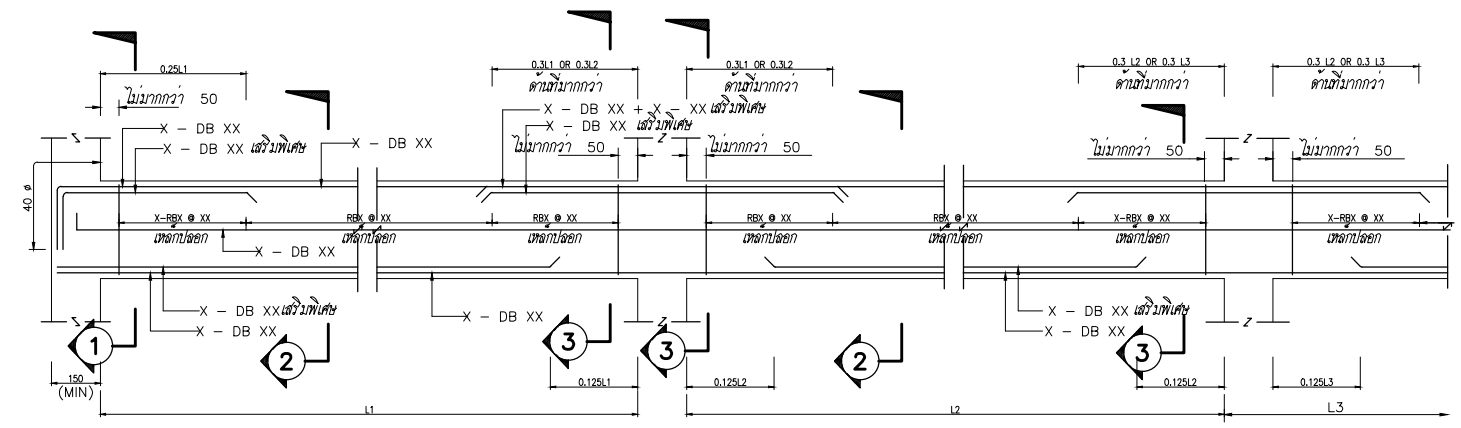 0.25L1
0.3L1 OR 0.3L2
ด้านที่มากกว่า
0.3L1 OR 0.3L2
ด้านที่มากกว่า
0.3 L2 OR 0.3 L3
ด้านที่มากกว่า
0.3 L2 OR 0.3 L3
ด้านที่มากกว่า
ไม่มากกว่า 50
X - DB XX
X - DB XX เสริมพิเศษ
X - DB XX
X - DB XX + X - XX เสริมพิเศษ
X - DB XX เสริมพิเศษ
ไม่มากกว่า 50
ไม่มากกว่า 50
ไม่มากกว่า 50
ไม่มากกว่า 50
40 ø
X-RBX @ XX
เหล็กปลอก
RBX @ XX
เหล็กปลอก
RBX @ XX
เหล็กปลอก
RBX @ XX
เหล็กปลอก
RBX @ XX
เหล็กปลอก
X-RBX @ XX
เหล็กปลอก
X-RBX @ XX
เหล็กปลอก
X - DB XX
X - DB XX เสริมพิเศษ
X - DB XX
X - DB XX
X - DB XX เสริมพิเศษ
X - DB XX
1
2
3
3
2
3
150
(MIN)
0.125L1
0.125L2
0.125L2
0.125L3
L1
L2
L3